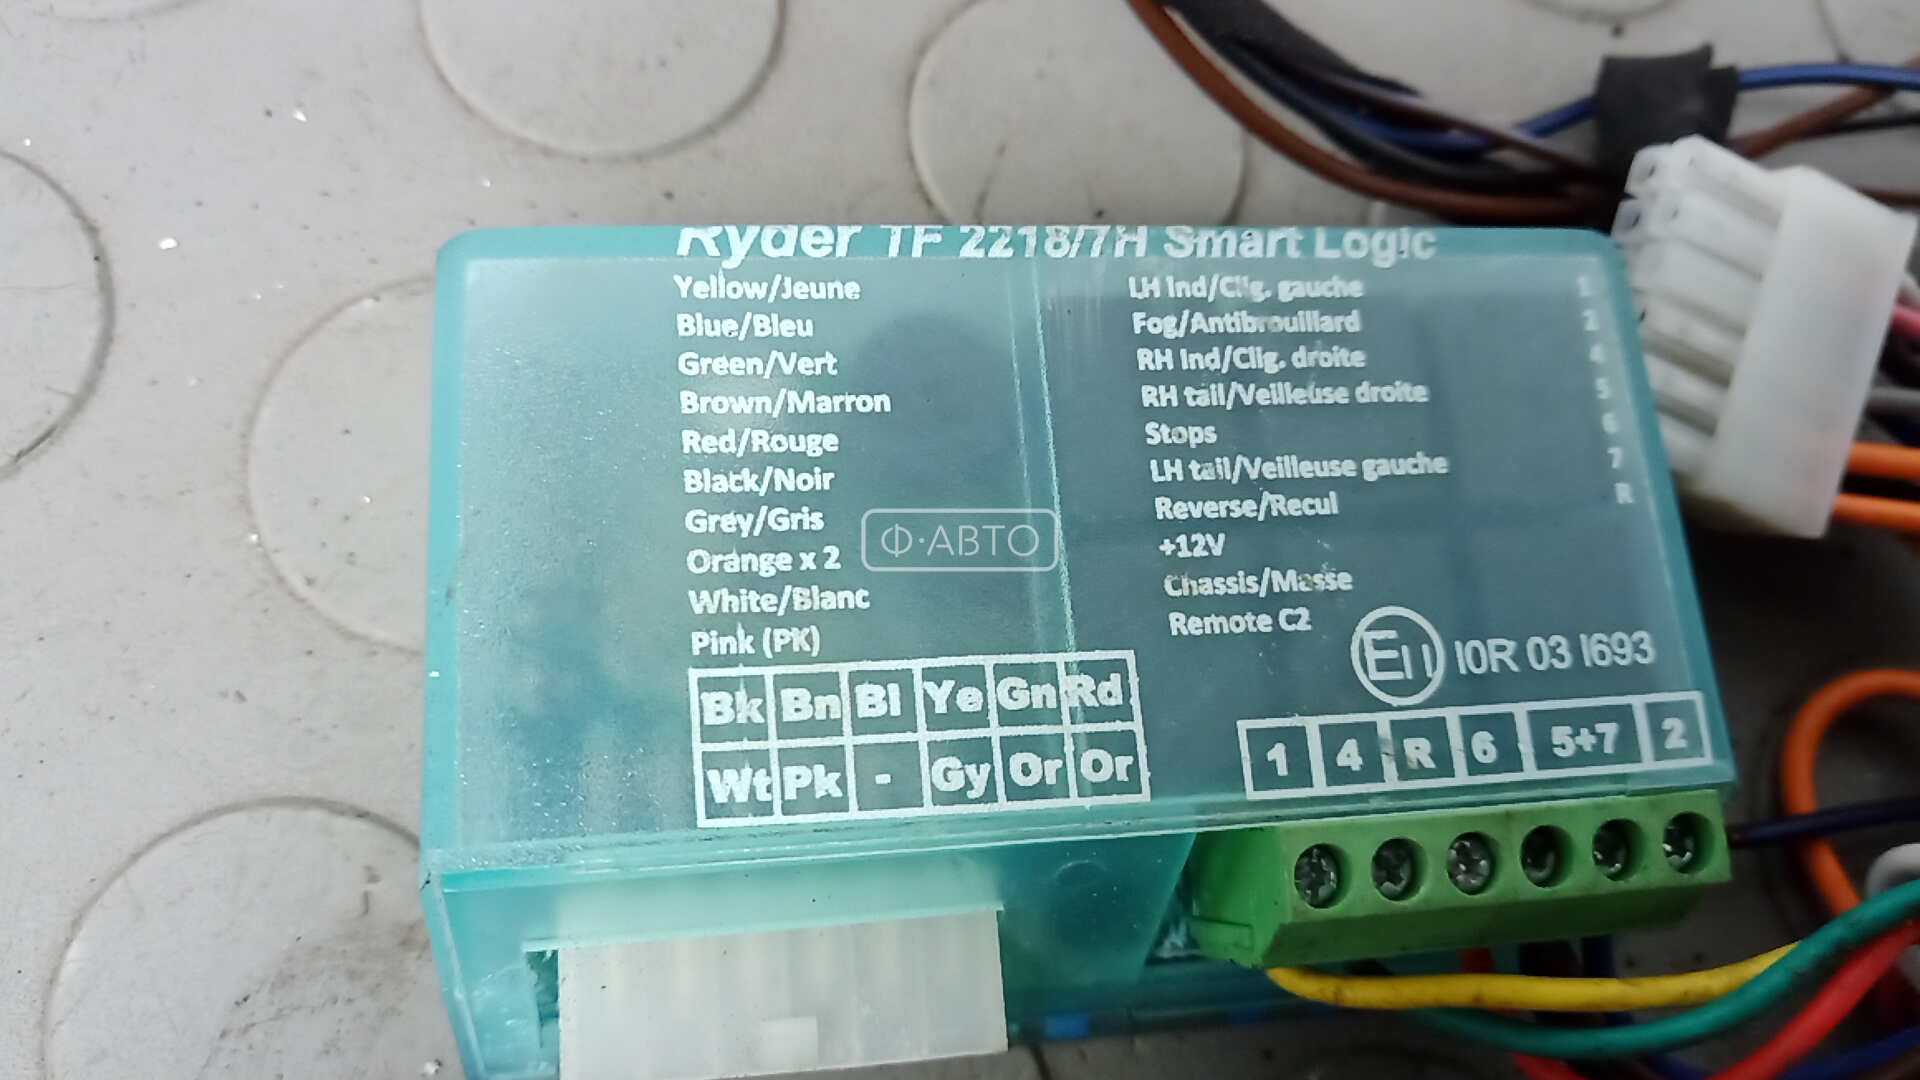 Ryder TF 2218/7H Smart Logic
Yellow/Jeune LH Ind/Clig. gauche 1
Blue/Bleu Fog/Antibrouillard 2
Green/Vert RH Ind/Clig. droite 4
Brown/Marron RH tail/Veilleuse droite 5
Red/Rouge Stops 6
Black/Noir LH tail/Veilleuse gauche 7
Grey/Gris Reverse/Recul R
Orange x 2 +12V
White/Blanc Chassis/Masse
Pink (PK) Remote C2
Ф·АВТО
E11 10R 03 1693
Bk Bn Bl Ye Gn Rd
Wt Pk - Gy Or Or
1 4 R 6 5+7 2